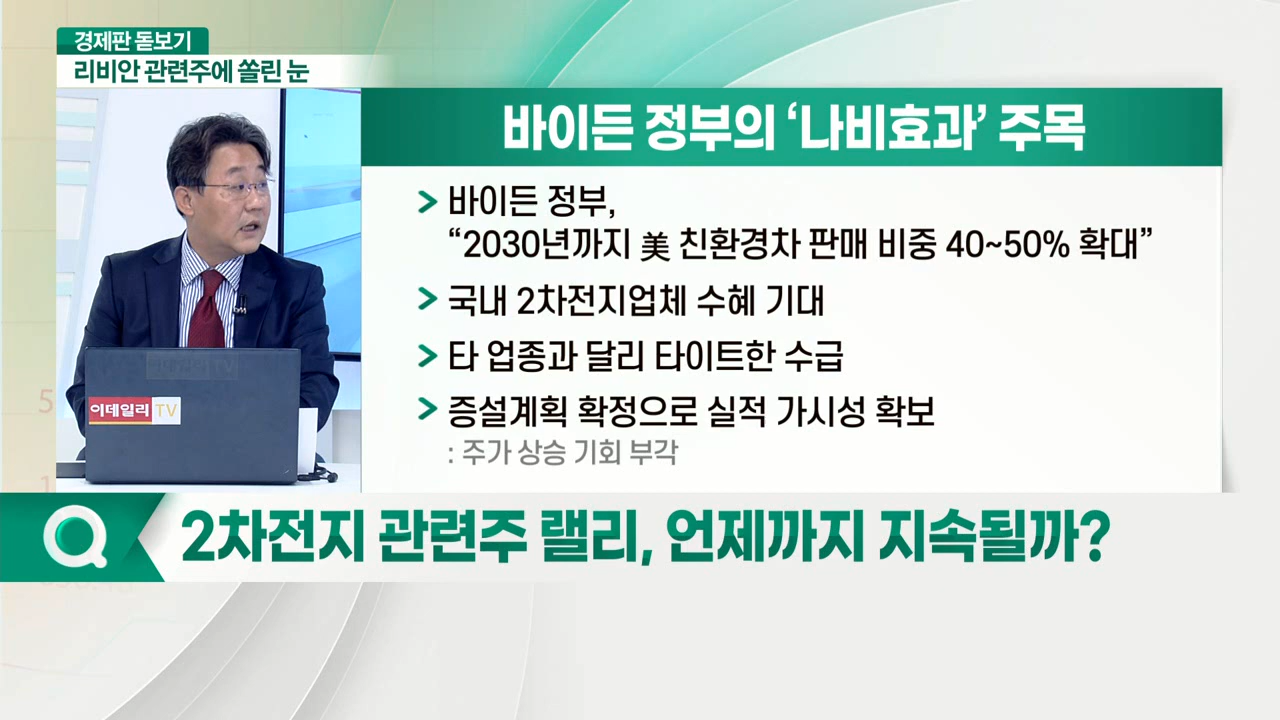 경제판 돋보기
리비안 관련주에 쏠린 눈
바이든 정부의 ‘나비효과’ 주목
바이든 정부,
“2030년까지 美 친환경차 판매 비중 40~50% 확대”
국내 2차전지업체 수혜 기대
타 업종과 달리 타이트한 수급
증설계획 확정으로 실적 가시성 확보
: 주가 상승 기회 부각
이데일리 TV
이데일리TV
Q 2차전지 관련주 랠리, 언제까지 지속될까?